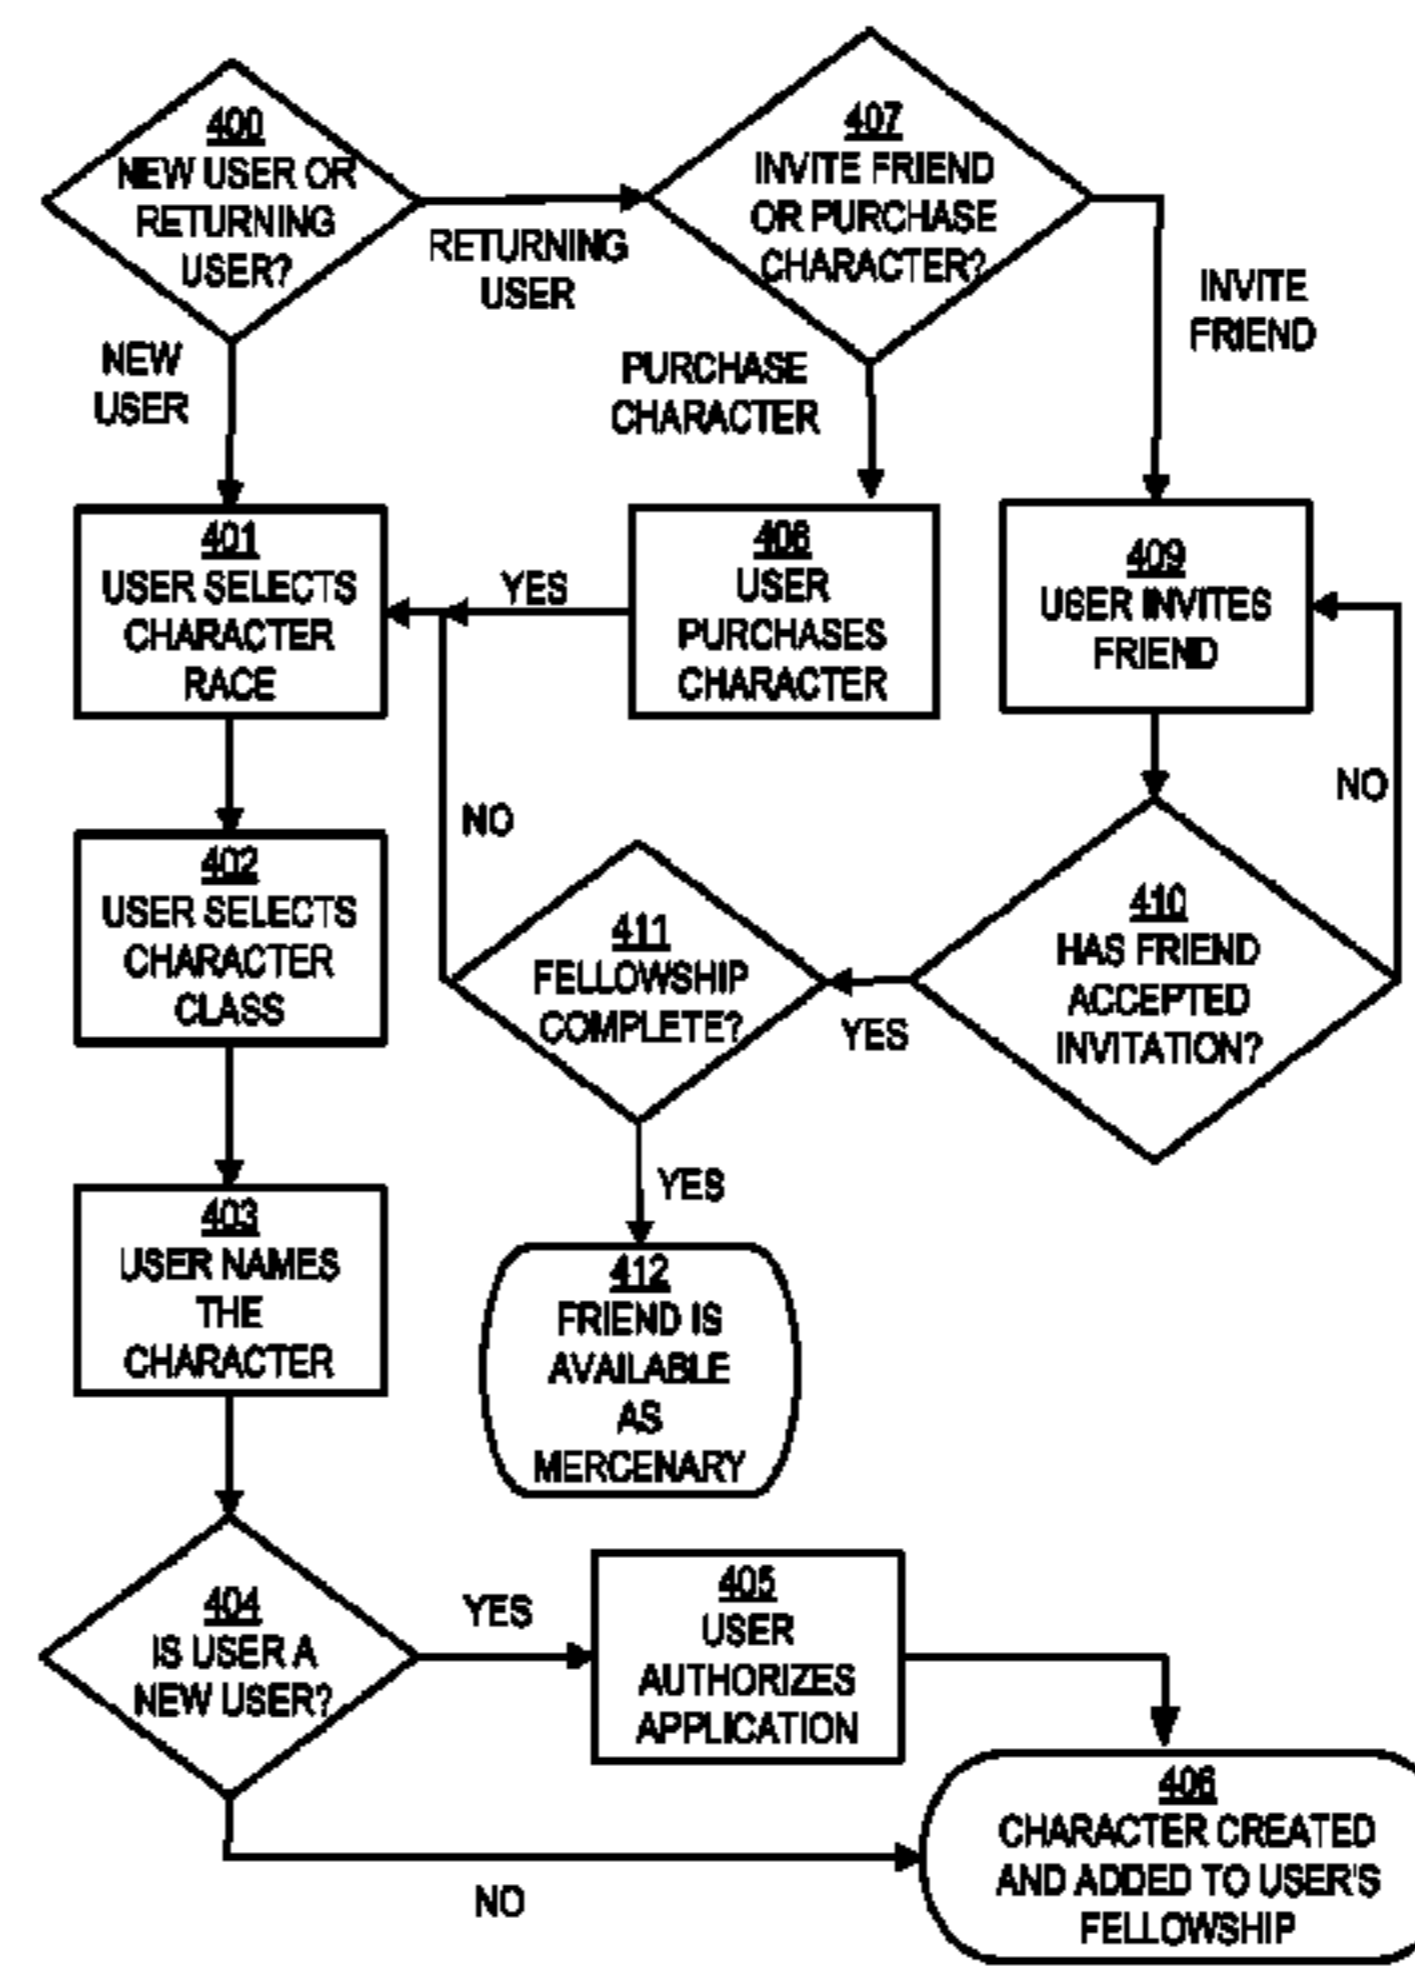 400
NEW USER OR
RETURNING
USER?
RETURNING
USER
NEW
USER
407
INVITE FRIEND
OR PURCHASE
CHARACTER?
PURCHASE
CHARACTER
INVITE
FRIEND
401
USER SELECTS
CHARACTER
RACE
YES
408
USER
PURCHASES
CHARACTER
409
USER INVITES
FRIEND
NO
NO
402
USER SELECTS
CHARACTER
CLASS
411
FELLOWSHIP
COMPLETE?
YES
410
HAS FRIEND
ACCEPTED
INVITATION?
YES
403
USER NAMES
THE
CHARACTER
412
FRIEND IS
AVAILABLE
AS
MERCENARY
404
IS USER A
NEW USER?
YES
405
USER
AUTHORIZES
APPLICATION
NO
406
CHARACTER CREATED
AND ADDED TO USER'S
FELLOWSHIP